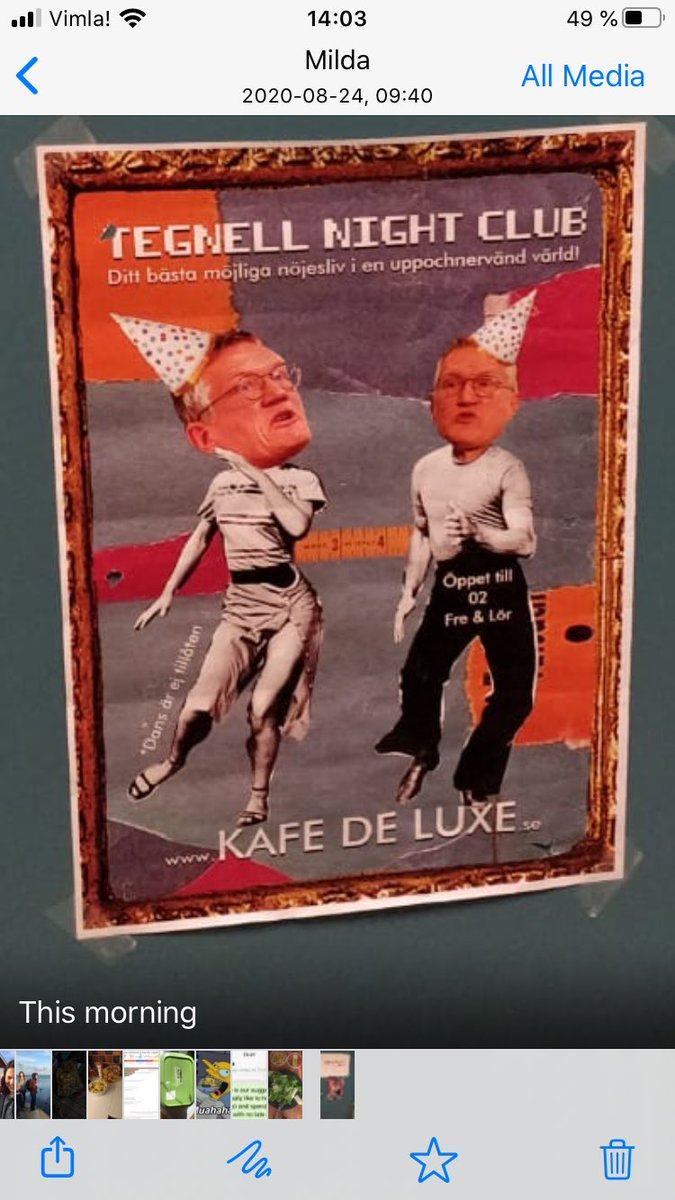 Vimla!
14:03
49 %
Milda
2020-08-24, 09:40
All Media
TEGNELL NIGHT CLUB
Ditt bästa möjliga nöjesliv i en uppochnervänd värld!
Öppet till
02
Fre & Lör
*Dans är ej tillåten
www.KAFE DE LUXE.se
This morning